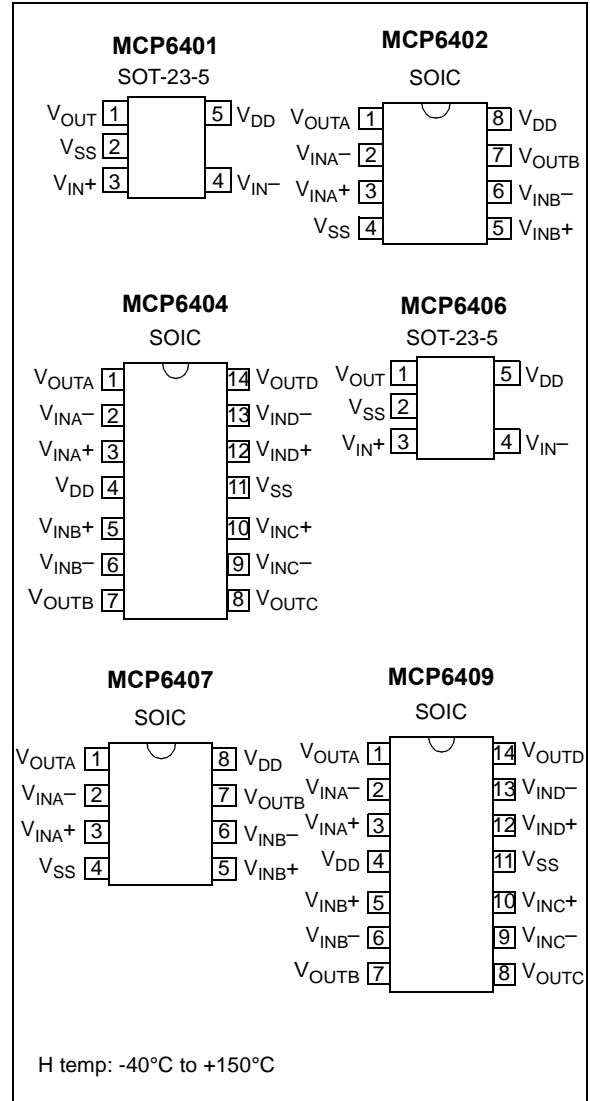 MCP6401
SOT-23-5
VOUT 1 5 VDD
VSS 2
VIN+ 3 4 VIN–
MCP6402
SOIC
VOUTA 1 8 VDD
VINA– 2 7 VOUTB
VINA+ 3 6 VINB–
VSS 4 5 VINB+
MCP6404
SOIC
VOUTA 1 14 VOUTD
VINA– 2 13 VIND–
VINA+ 3 12 VIND+
VDD 4 11 VSS
VINB+ 5 10 VINC+
VINB– 6 9 VINC–
VOUTB 7 8 VOUTC
MCP6406
SOT-23-5
VOUT 1 5 VDD
VSS 2
VIN+ 3 4 VIN–
MCP6407
SOIC
VOUTA 1 8 VDD
VINA– 2 7 VOUTB
VINA+ 3 6 VINB–
VSS 4 5 VINB+
MCP6409
SOIC
VOUTA 1 14 VOUTD
VINA– 2 13 VIND–
VINA+ 3 12 VIND+
VDD 4 11 VSS
VINB+ 5 10 VINC+
VINB– 6 9 VINC–
VOUTB 7 8 VOUTC
H temp: -40°C to +150°C